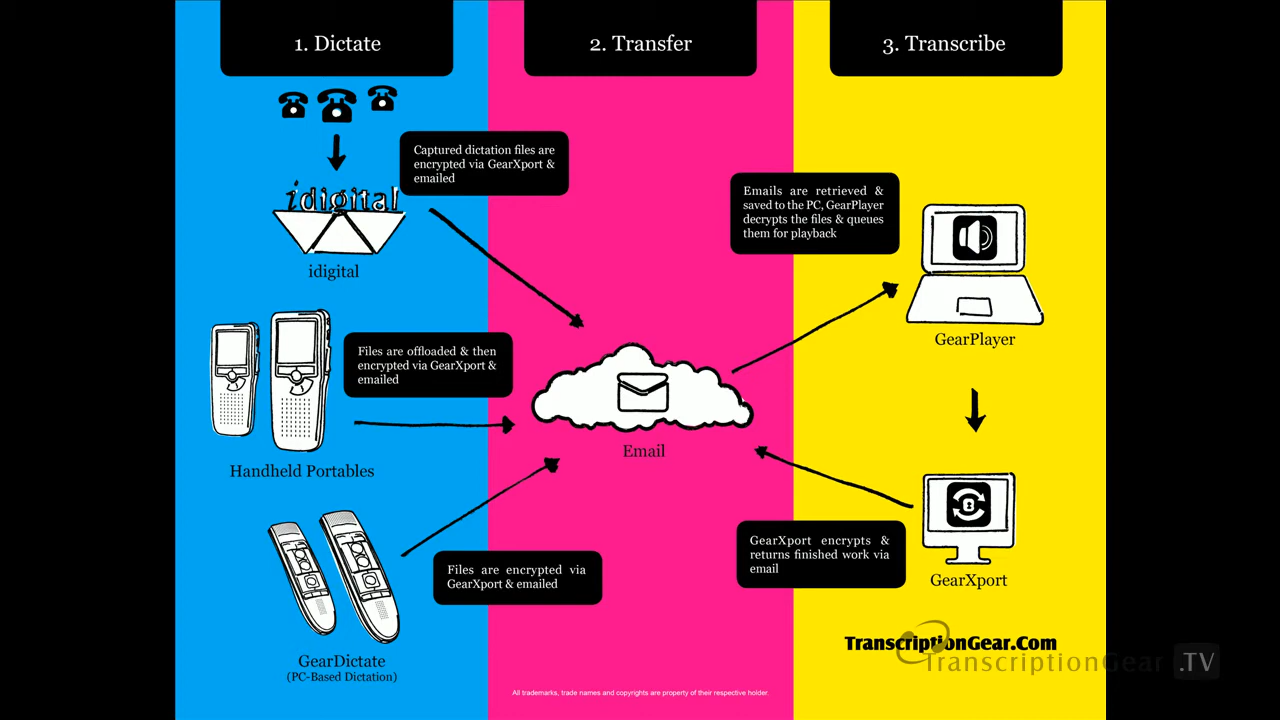 1. Dictate
2. Transfer
3. Transcribe
Captured dictation files are
encrypted via GearXport &
emailed
idigital
idigital
Files are offloaded & then
encrypted via GearXport &
emailed
Handheld Portables
Files are encrypted via
GearXport & emailed
GearDictate
(PC-Based Dictation)
Email
Emails are retrieved &
saved to the PC, GearPlayer
decrypts the files & queues
them for playback
GearPlayer
GearXport encrypts &
returns finished work via
email
GearXport
TranscriptionGear.Com
TranscriptionGear .TV
All trademarks, trade names and copyrights are property of their respective holder.